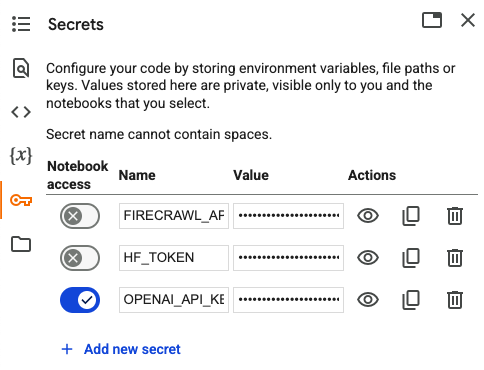 Secrets
Configure your code by storing environment variables, file paths or
keys. Values stored here are private, visible only to you and the
notebooks that you select.
Secret name cannot contain spaces.
Notebook access Name Value Actions
FIRECRAWL_AP
HF_TOKEN
OPENAI_API_KE
{x}
+ Add new secret